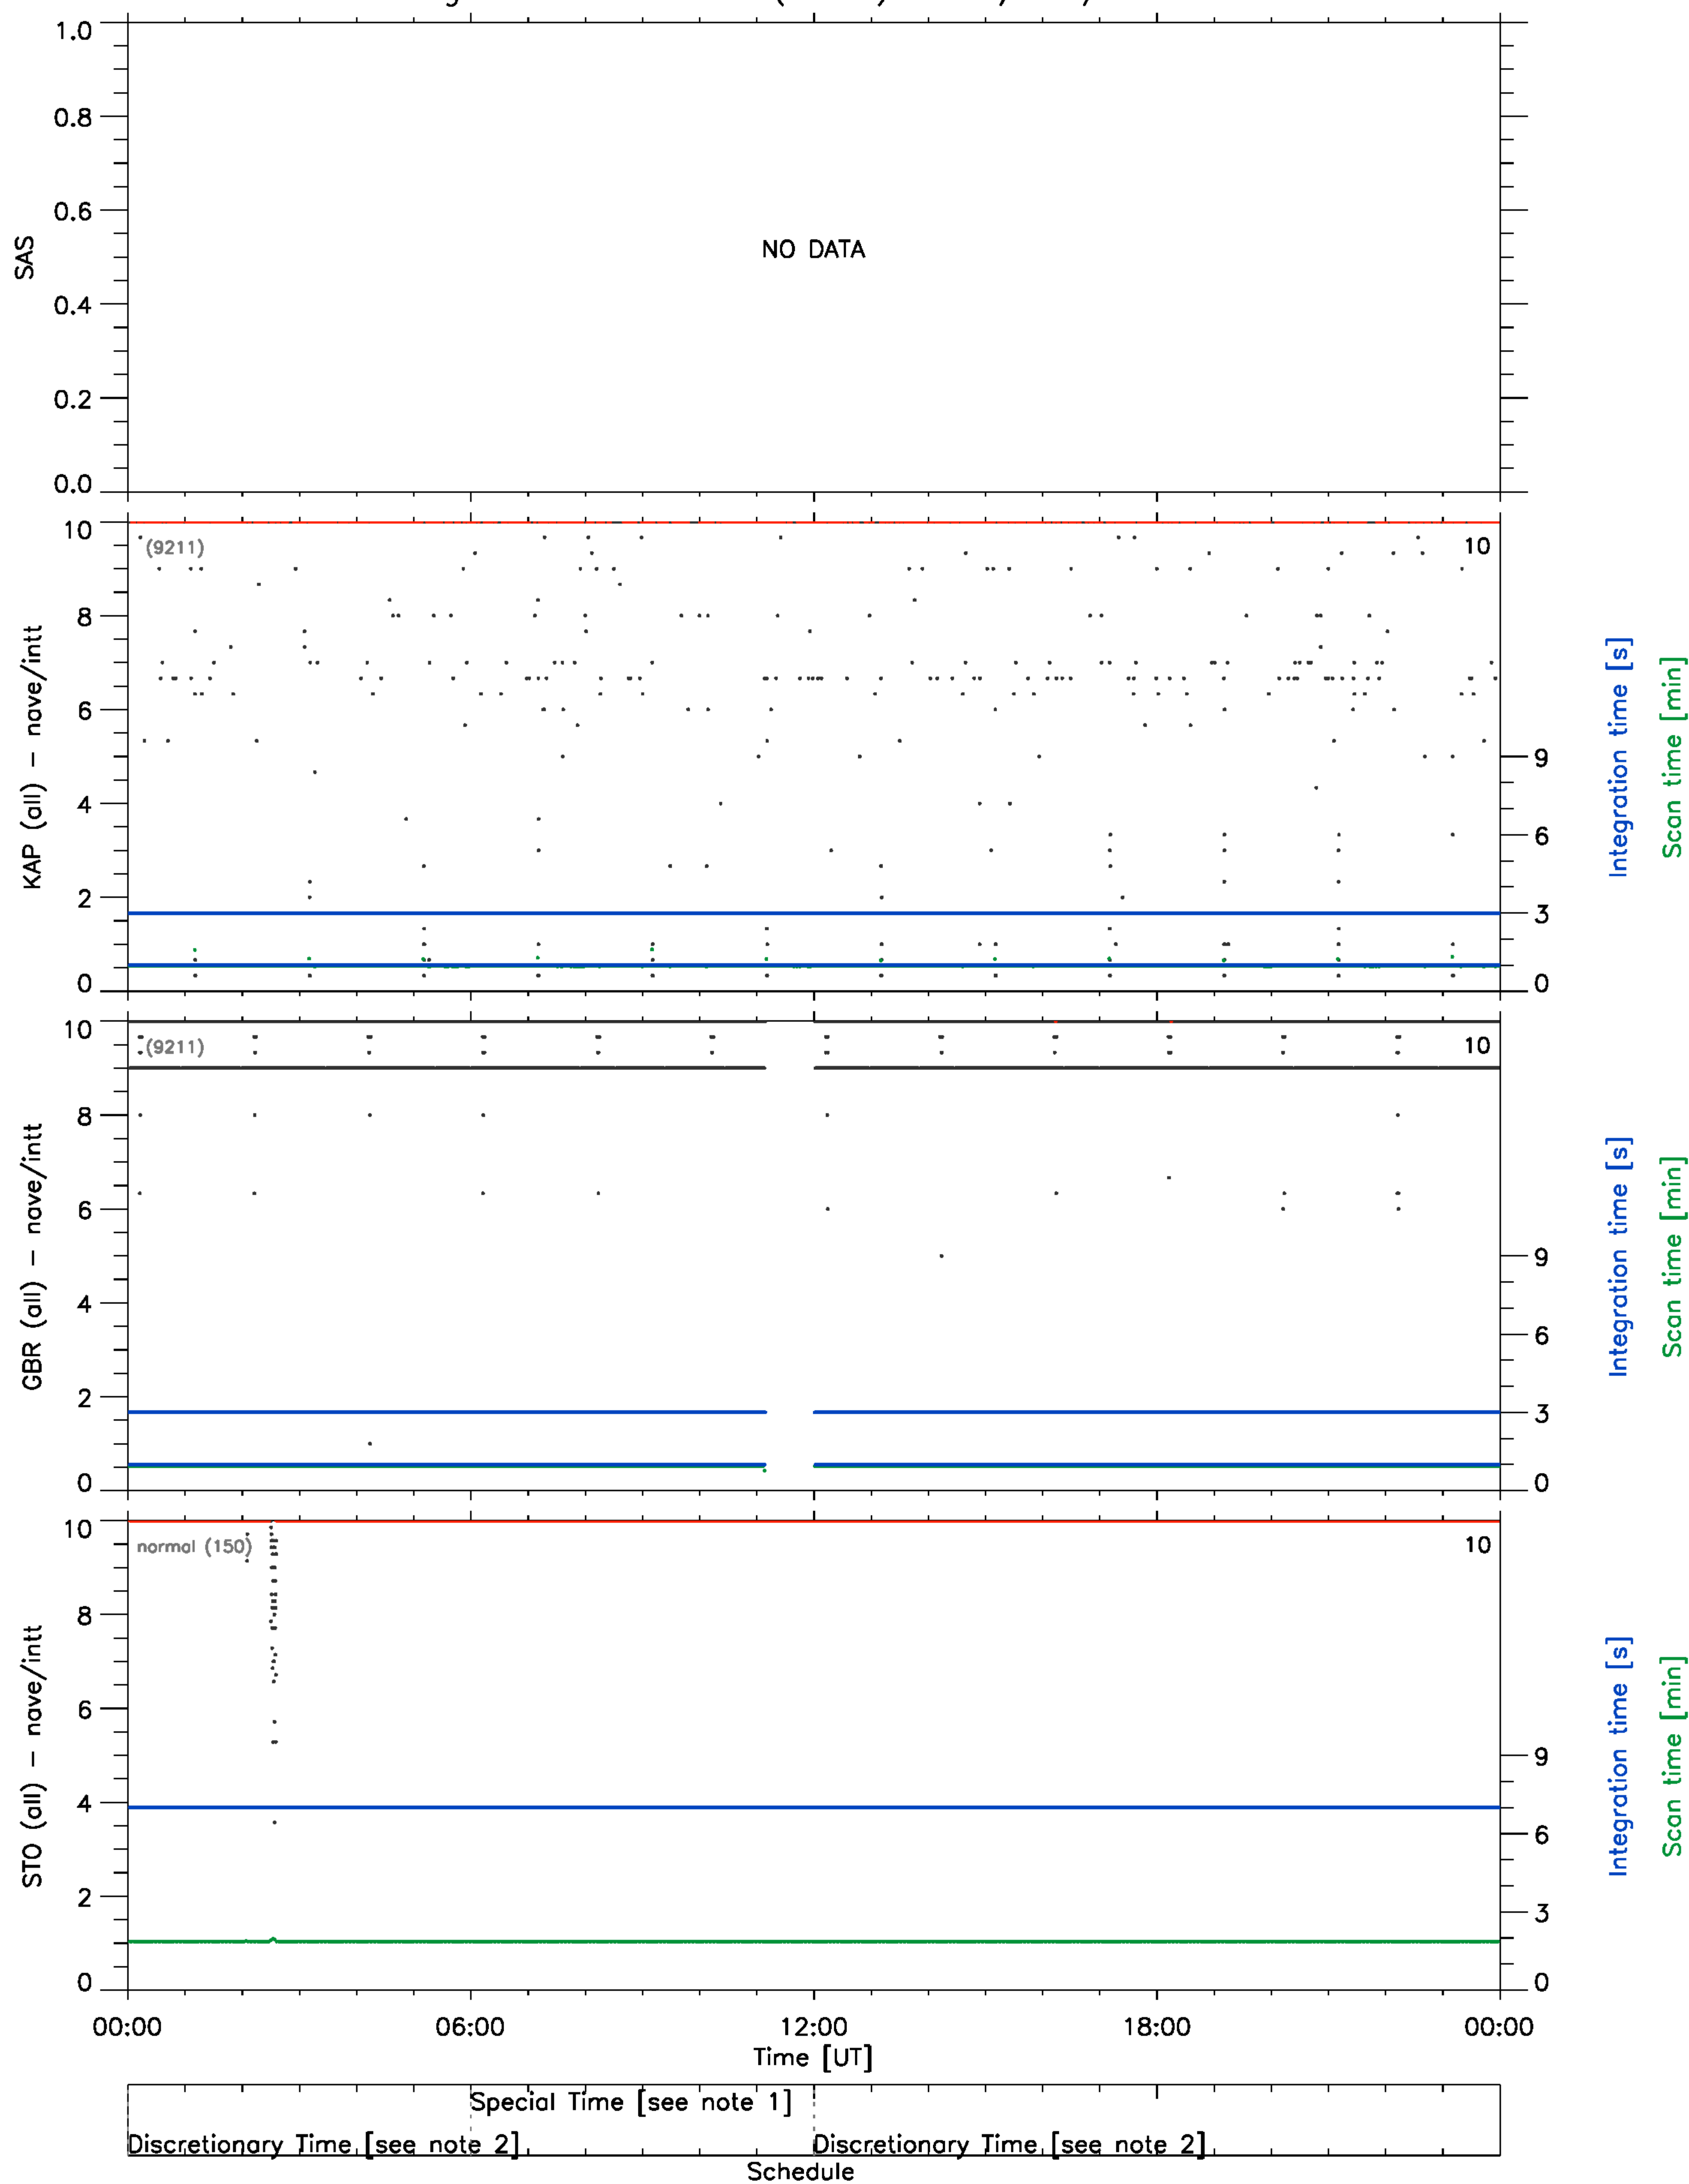 1.0
0.8
0.6
0.4
0.2
0.0
SAS
NO DATA
10
8
6
4
2
0
KAP (all) – nave/intt
(9211)
10
9
6
3
0
Integration time [s]
Scan time [min]
10
8
6
4
2
0
GBR (all) – nave/intt
(9211)
10
9
6
3
0
Integration time [s]
Scan time [min]
10
8
6
4
2
0
STO (all) – nave/intt
normal (150)
10
9
6
3
0
Integration time [s]
Scan time [min]
00:00 06:00 12:00 18:00 00:00
Time [UT]
Special Time [see note 1]
Discretionary Time [see note 2] Discretionary Time [see note 2]
Schedule